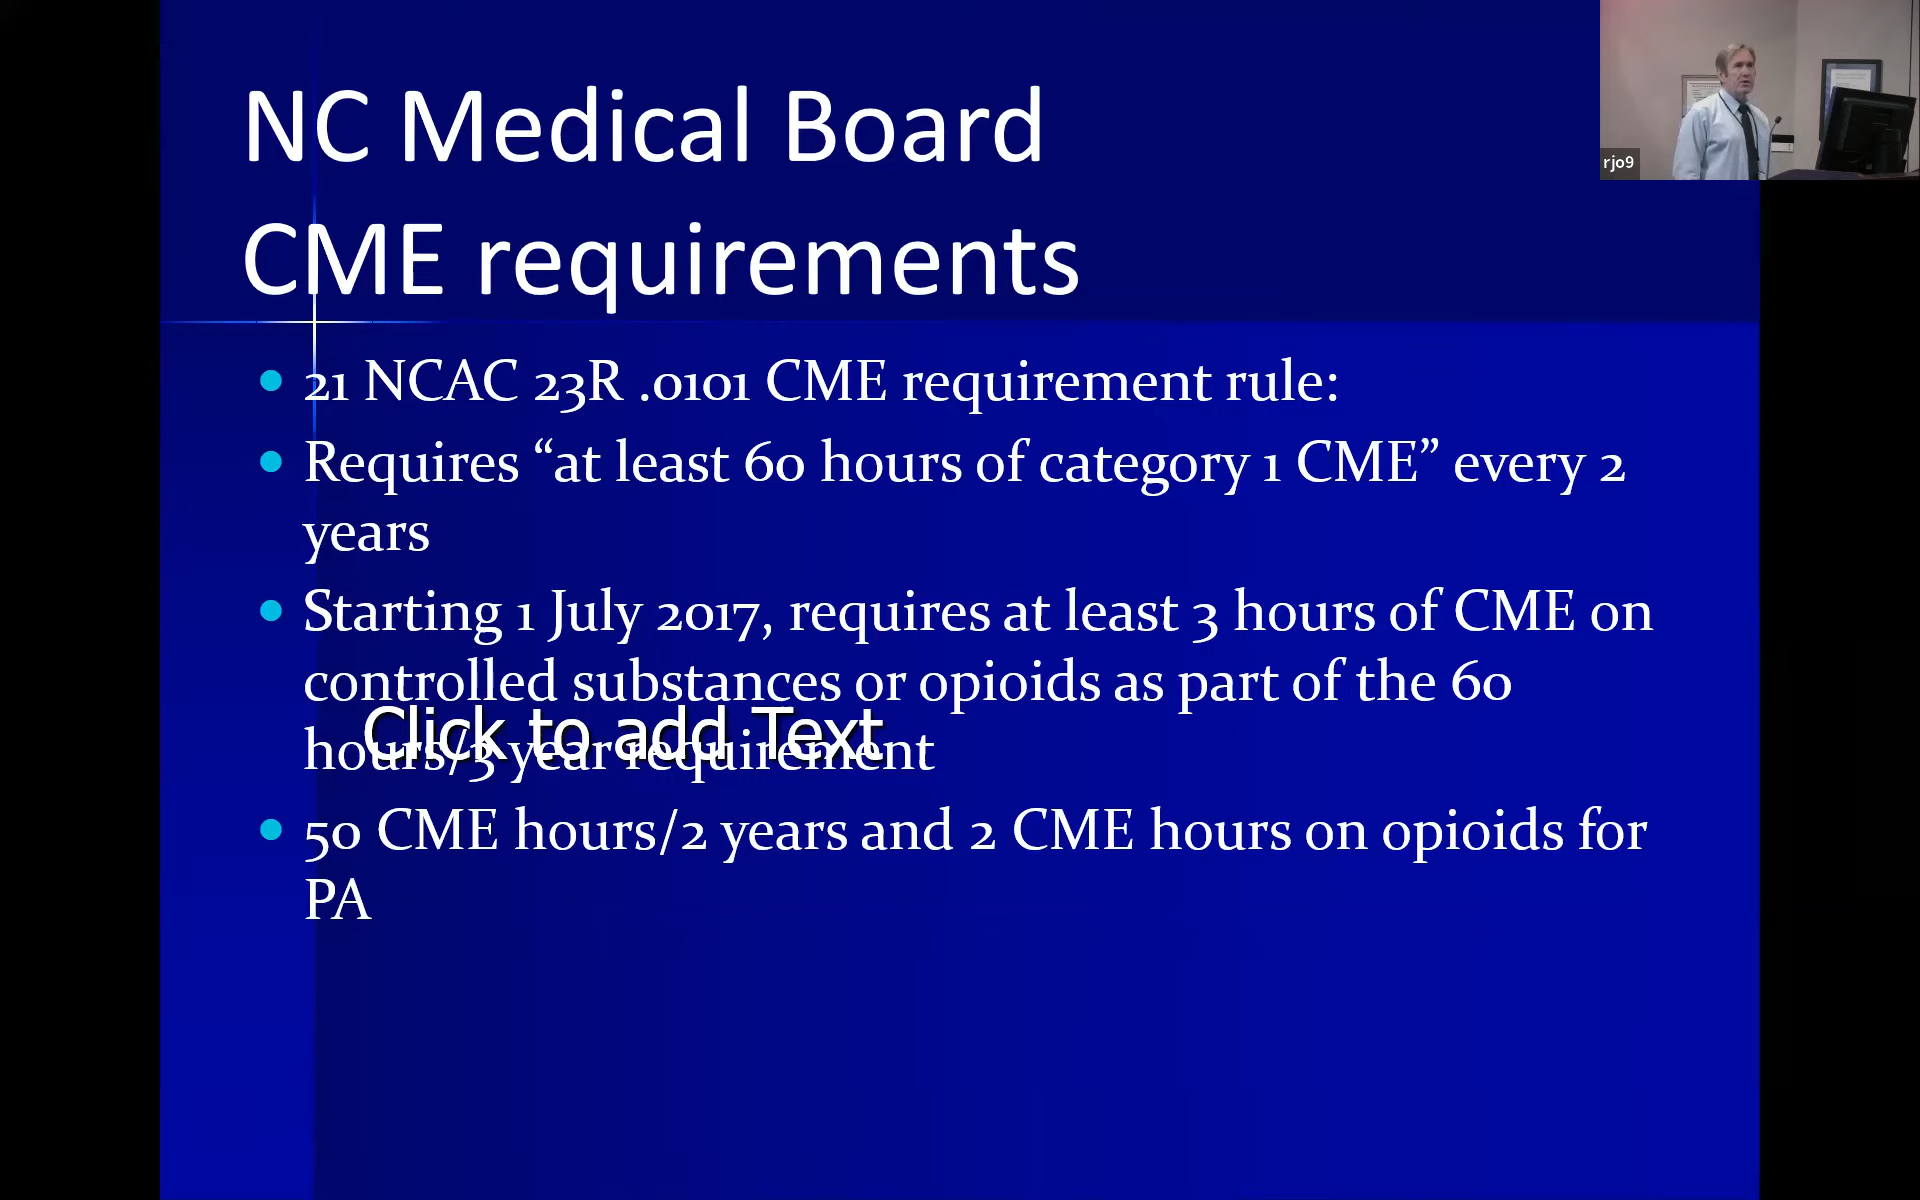 NC Medical Board
CME requirements
21 NCAC 23R .0101 CME requirement rule:
Requires “at least 60 hours of category 1 CME” every 2
years
Starting 1 July 2017, requires at least 3 hours of CME on
controlled substances or opioids as part of the 60
hours/3 year requirement
Click to add Text
50 CME hours/2 years and 2 CME hours on opioids for
PA
rjo9